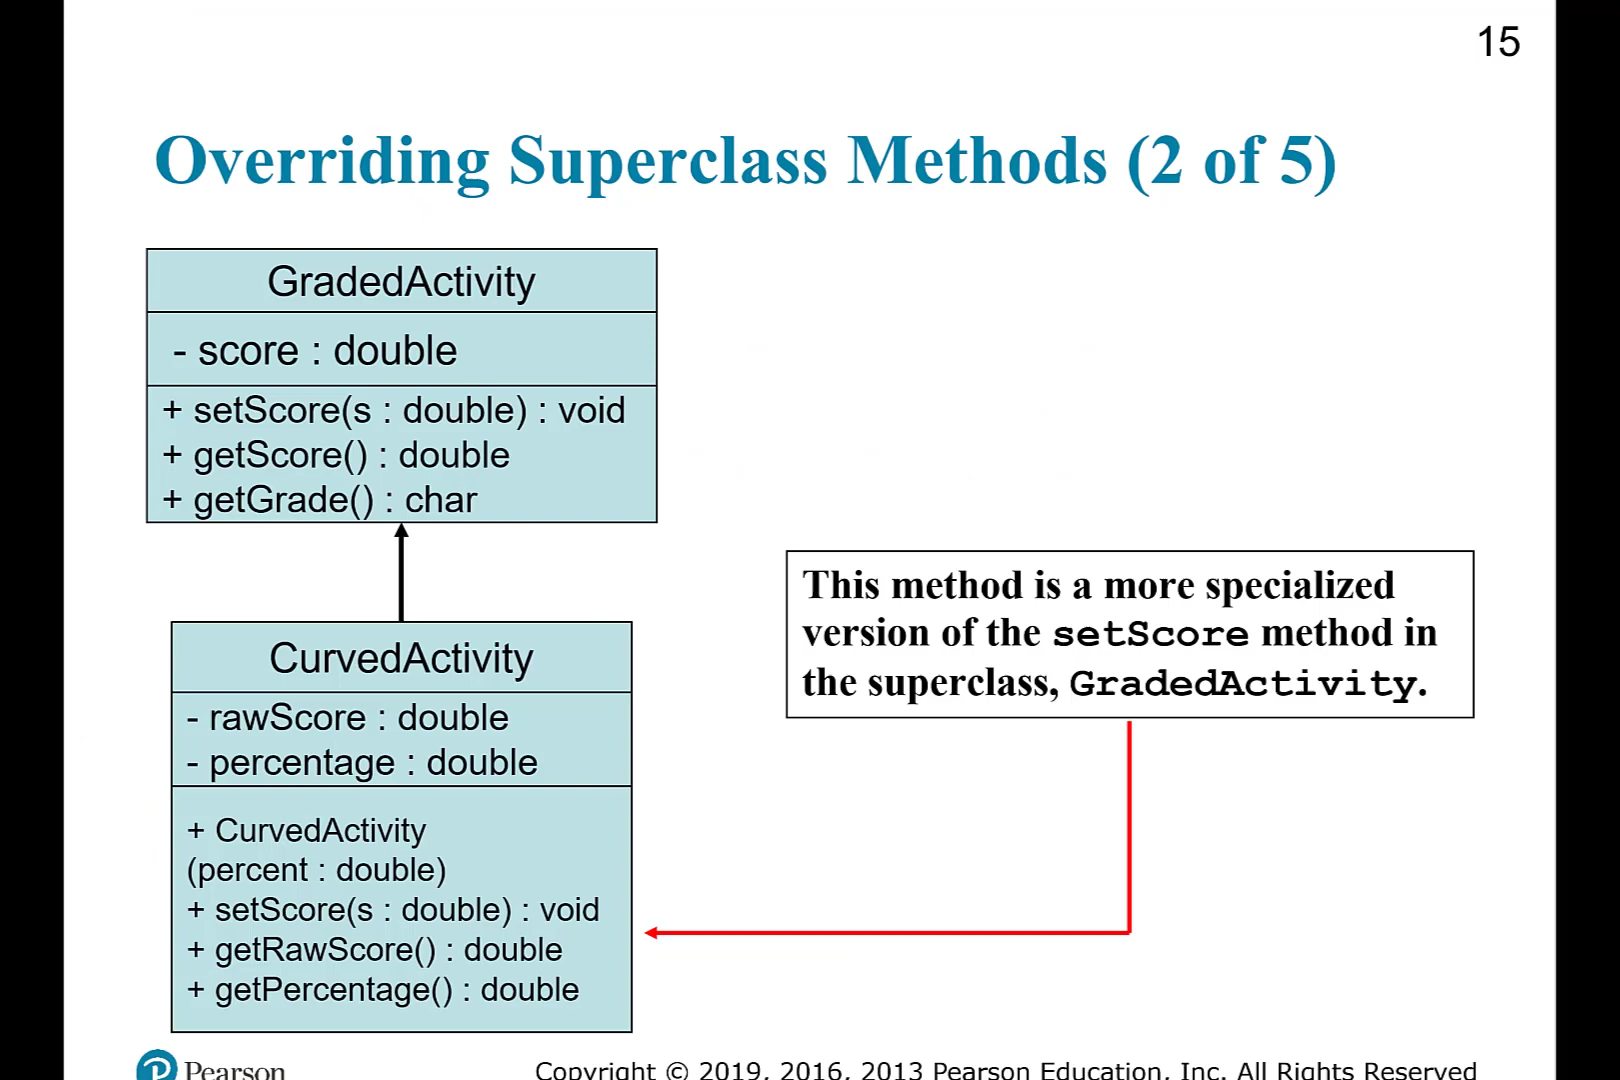 15
Overriding Superclass Methods (2 of 5)
GradedActivity
- score : double
+ setScore(s : double) : void
+ getScore() : double
+ getGrade() : char
CurvedActivity
- rawScore : double
- percentage : double
+ CurvedActivity
(percent : double)
+ setScore(s : double) : void
+ getRawScore() : double
+ getPercentage() : double
This method is a more specialized
version of the setScore method in
the superclass, GradedActivity.
Pearson
Copyright © 2019, 2016, 2013 Pearson Education, Inc. All Rights Reserved